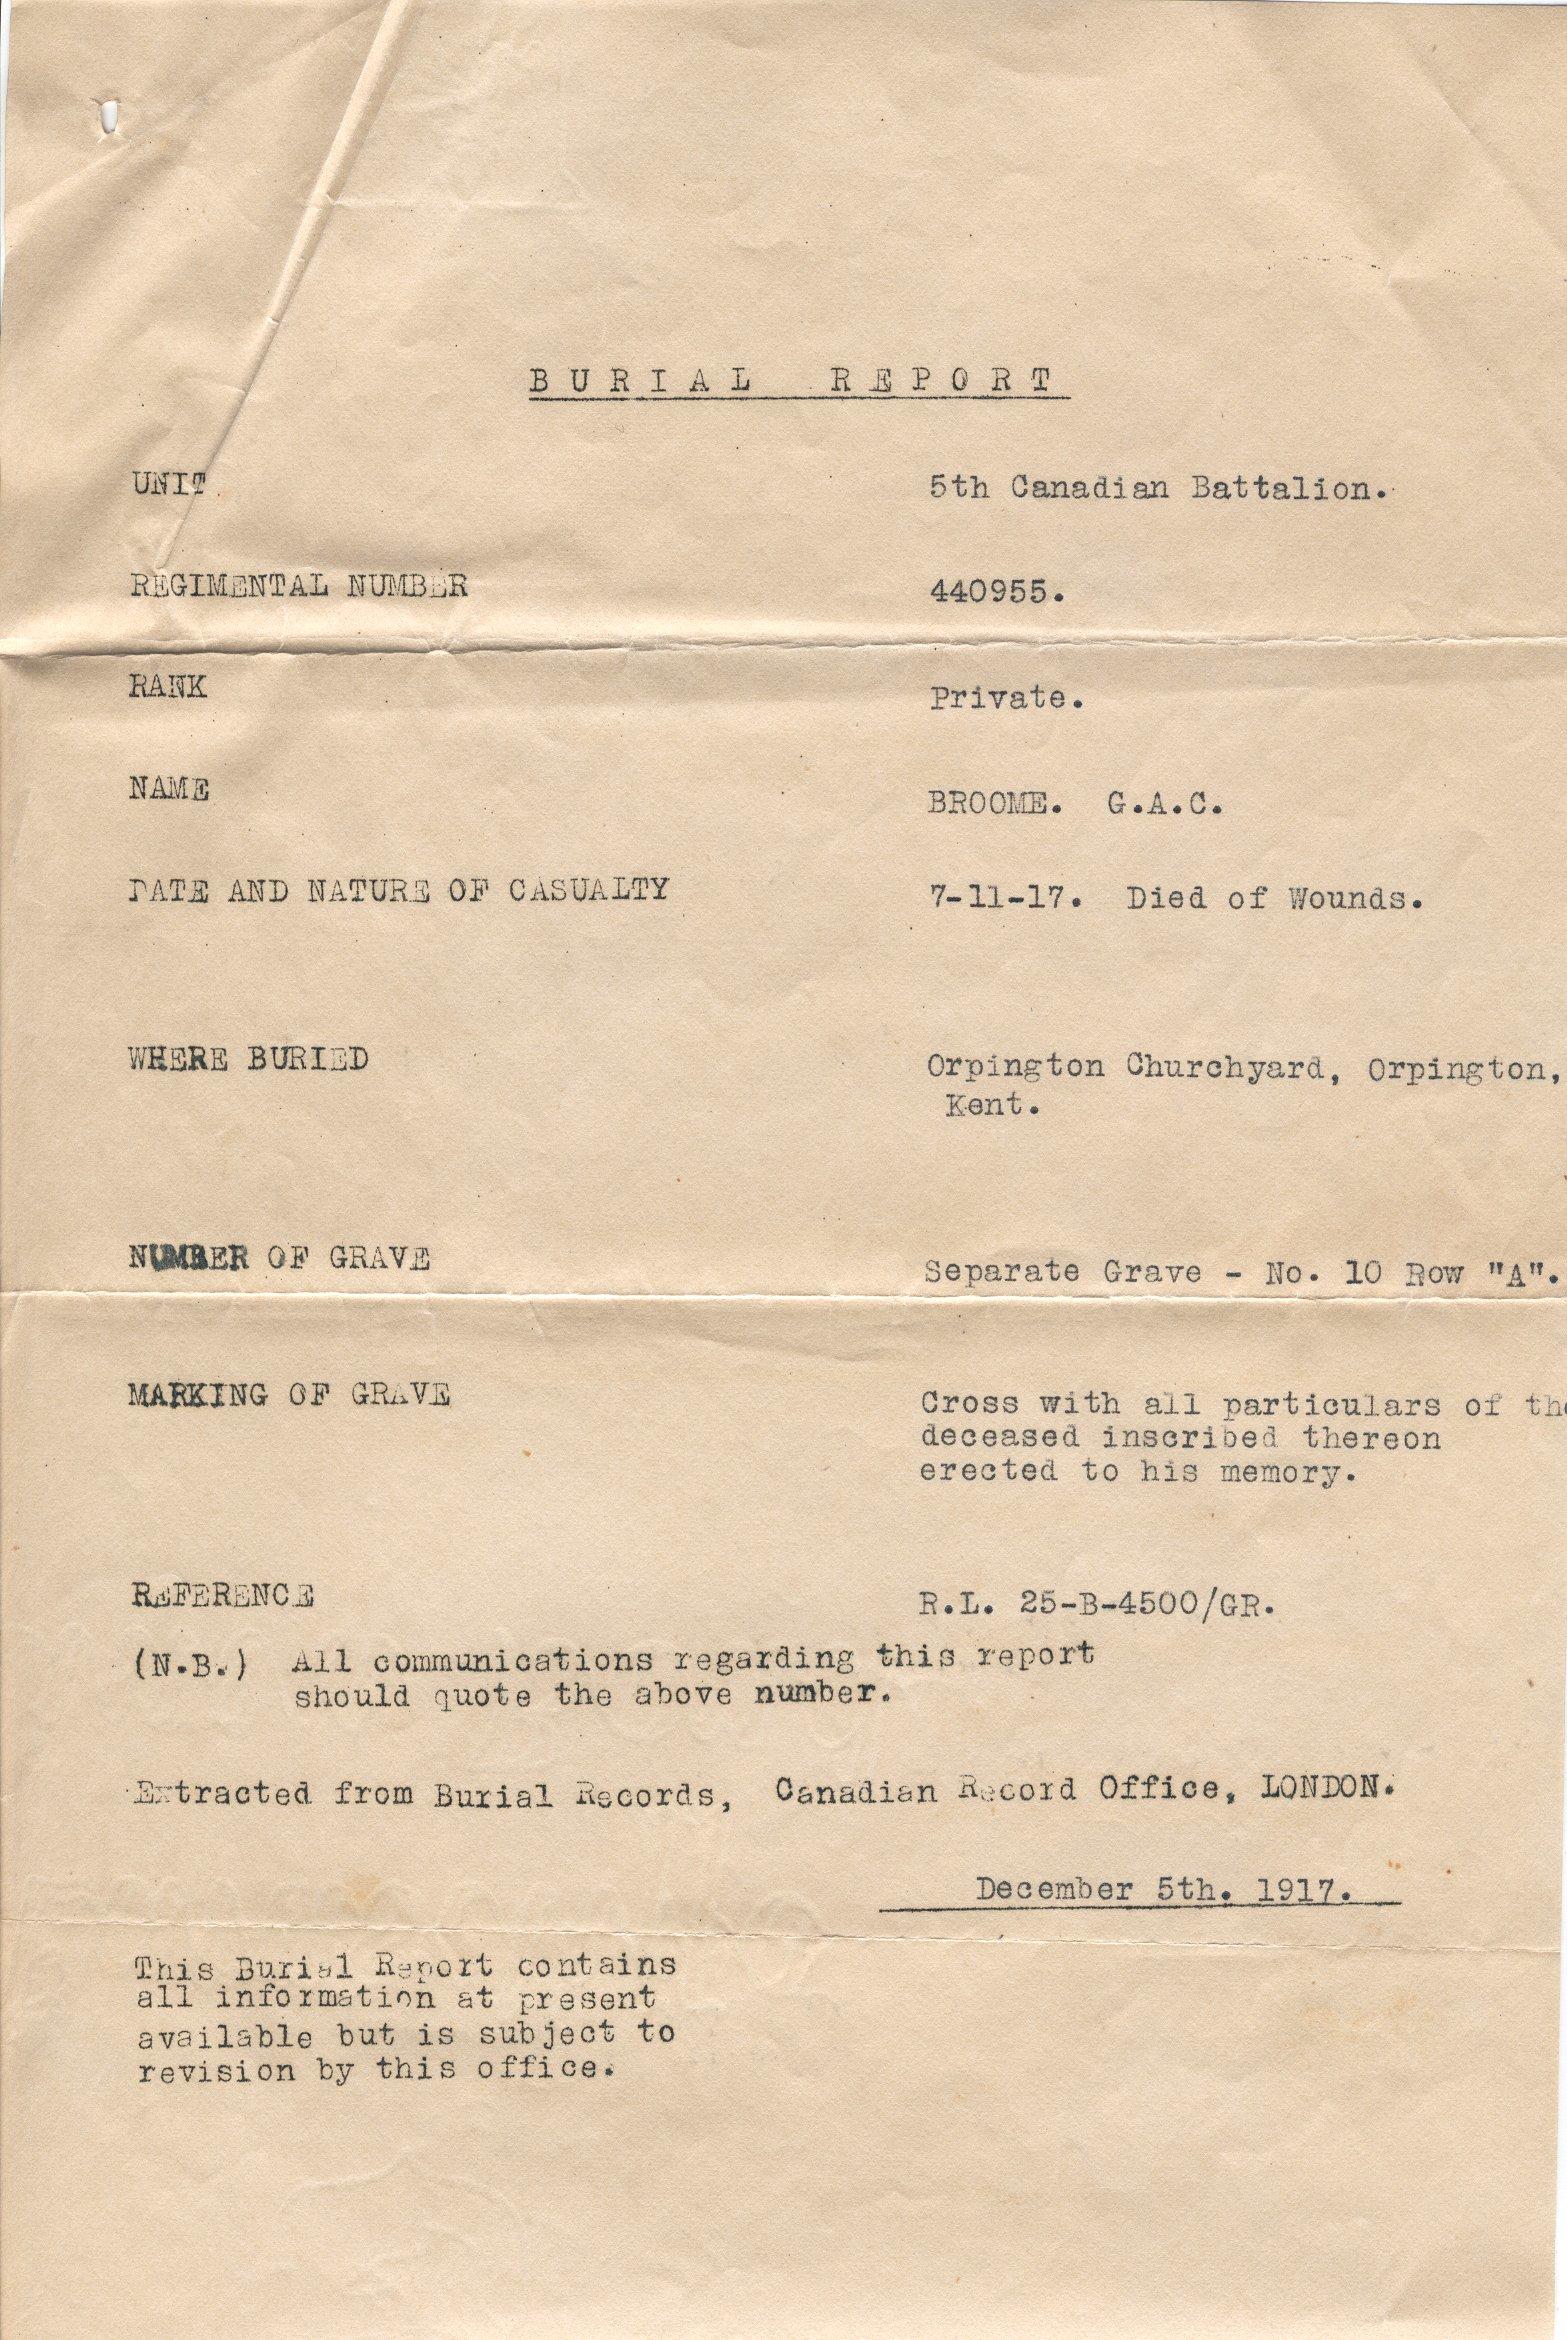 BURIAL REPORT
UNIT 5th Canadian Battalion.
REGIMENTAL NUMBER 440955.
RANK Private.
NAME BROOME. G.A.C.
DATE AND NATURE OF CASUALTY 7-11-17. Died of Wounds.
WHERE BURIED Orpington Churchyard, Orpington,
Kent.
NUMBER OF GRAVE Separate Grave - No. 10 Row "A".
MARKING OF GRAVE Cross with all particulars of the
deceased inscribed thereon
erected to his memory.
REFERENCE R.L. 25-B-4500/GR.
(N.B.) All communications regarding this report
should quote the above number.
Extracted from Burial Records, Canadian Record Office, LONDON.
December 5th. 1917.
This Burial Report contains
all information at present
available but is subject to
revision by this office.